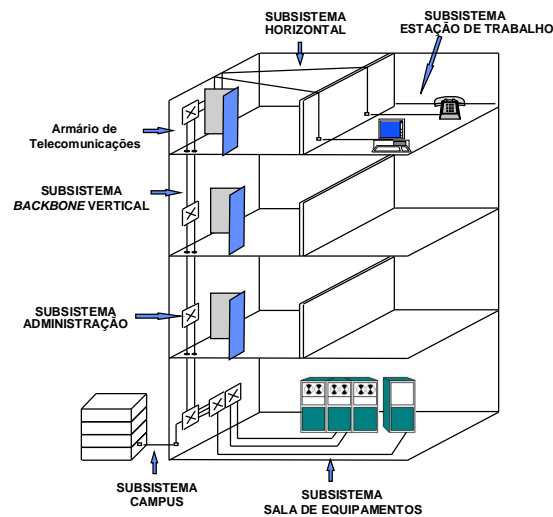 SUBSISTEMA
HORIZONTAL
SUBSISTEMA
ESTAÇÃO DE TRABALHO
Armário de
Telecomunicações
SUBSISTEMA
BACKBONE VERTICAL
SUBSISTEMA
ADMINISTRAÇÃO
SUBSISTEMA
CAMPUS
SUBSISTEMA
SALA DE EQUIPAMENTOS